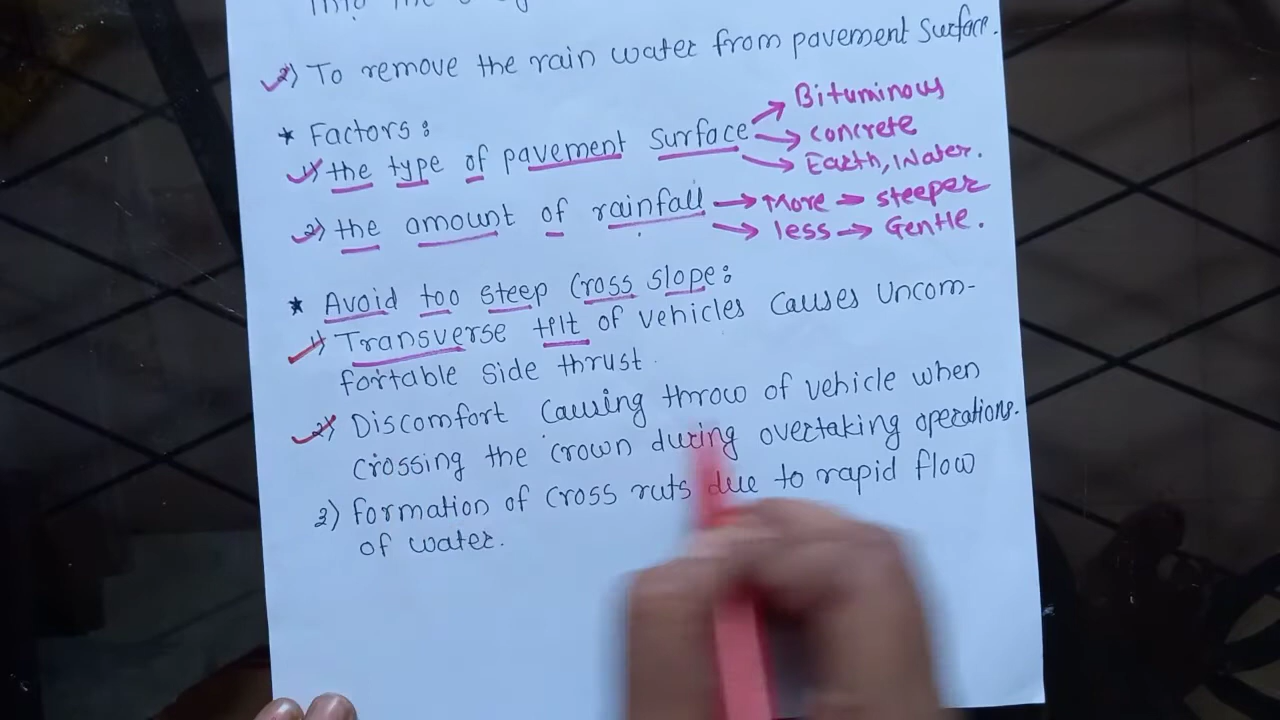 2) To remove the rain water from pavement surface.
* Factors:
1) the type of pavement surface → Bituminous
→ concrete
→ Earth, Water.
2) the amount of rainfall → More → steeper
→ less → Gentle.
* Avoid too steep Cross slope:
1) Transverse tilt of vehicles causes uncom-
fortable side thrust.
2) Discomfort causing throw of vehicle when
crossing the crown during overtaking operations.
3) formation of cross ruts due to rapid flow
of water.